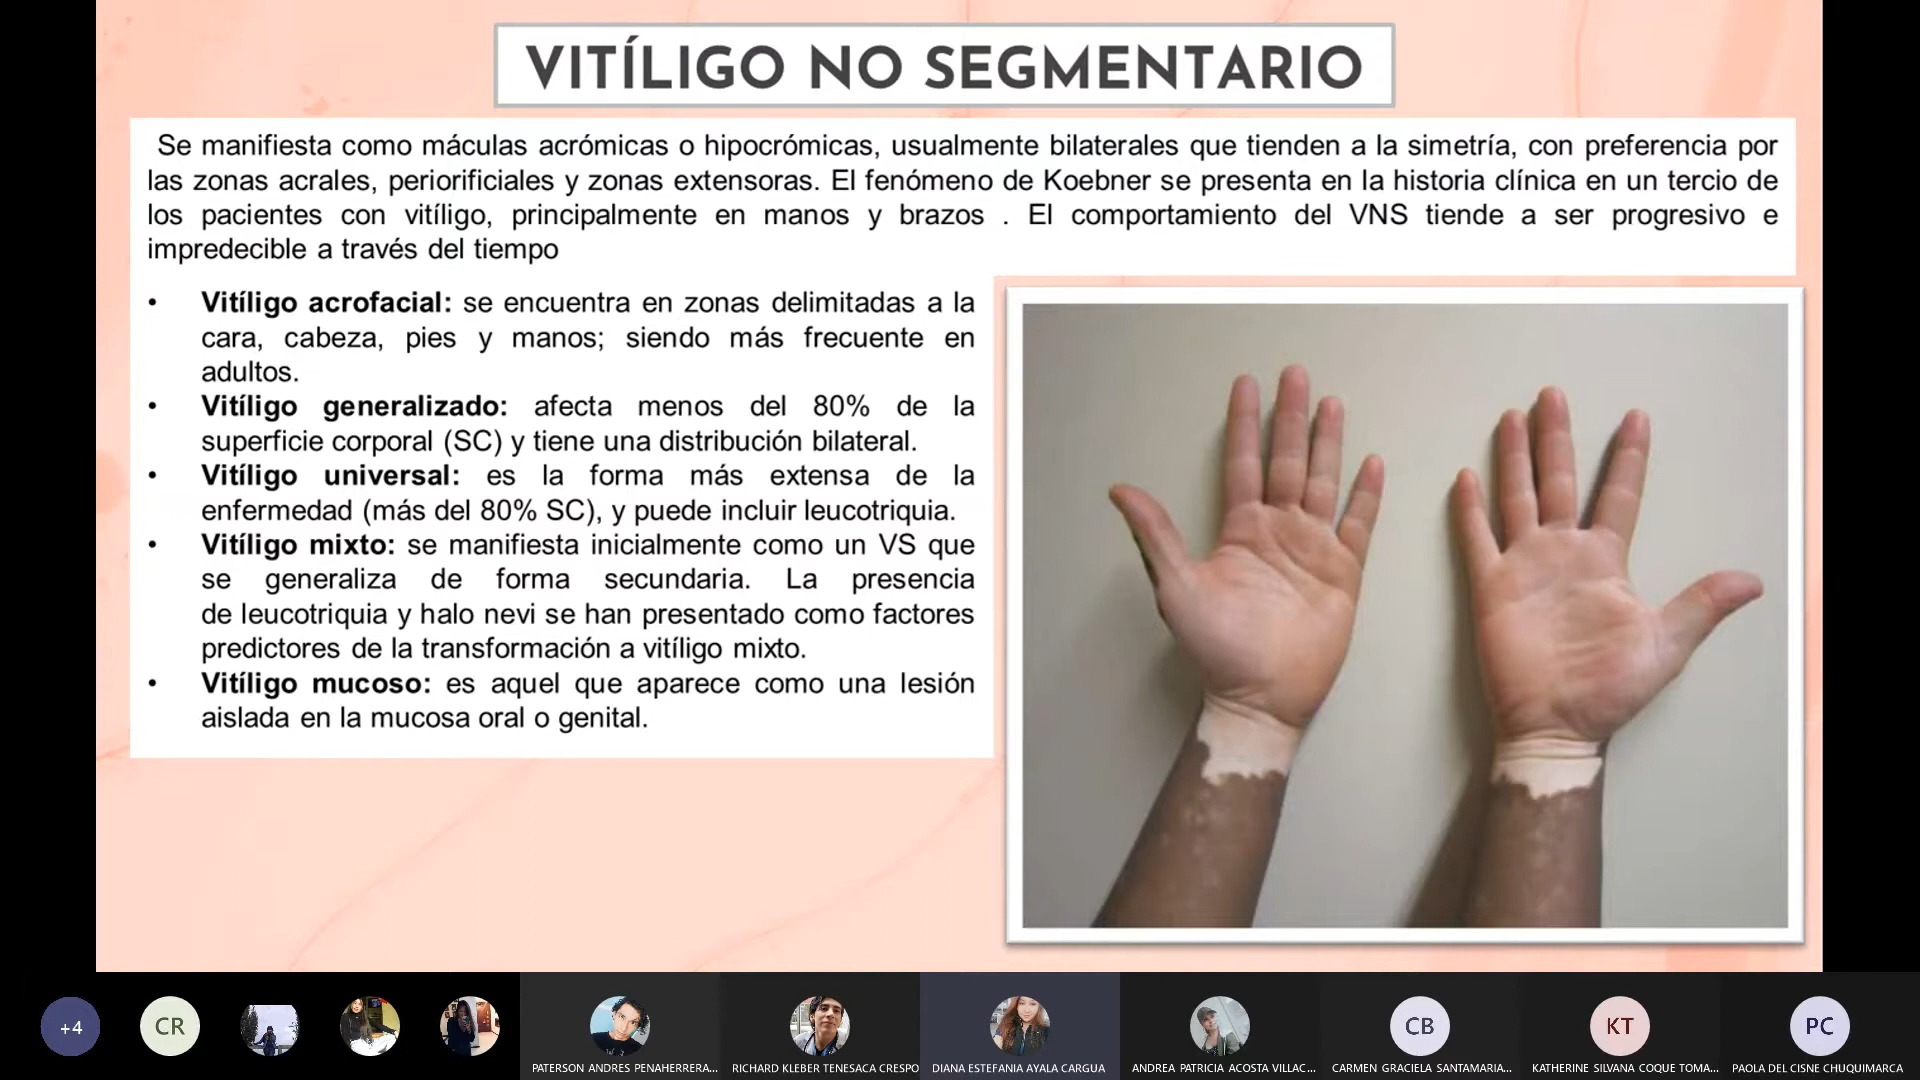 VITÍLIGO NO SEGMENTARIO
Se manifiesta como máculas acrómicas o hipocrómicas, usualmente bilaterales que tienden a la simetría, con preferencia por
las zonas acrales, periorificiales y zonas extensoras. El fenómeno de Koebner se presenta en la historia clínica en un tercio de
los pacientes con vitíligo, principalmente en manos y brazos . El comportamiento del VNS tiende a ser progresivo e
impredecible a través del tiempo
• Vitíligo acrofacial: se encuentra en zonas delimitadas a la
cara, cabeza, pies y manos; siendo más frecuente en
adultos.
• Vitíligo generalizado: afecta menos del 80% de la
superficie corporal (SC) y tiene una distribución bilateral.
• Vitíligo universal: es la forma más extensa de la
enfermedad (más del 80% SC), y puede incluir leucotriquia.
• Vitíligo mixto: se manifiesta inicialmente como un VS que
se generaliza de forma secundaria. La presencia
de leucotriquia y halo nevi se han presentado como factores
predictores de la transformación a vitíligo mixto.
• Vitíligo mucoso: es aquel que aparece como una lesión
aislada en la mucosa oral o genital.
+4
CR
CB
KT
PC
PATERSON ANDRES PENAHERRERA...
RICHARD KLEBER TENESACA CRESPO
DIANA ESTEFANIA AYALA CARGUA
ANDREA PATRICIA ACOSTA VILLAC...
CARMEN GRACIELA SANTAMARIA...
KATHERINE SILVANA COQUE TOMA...
PAOLA DEL CISNE CHUQUIMARCA